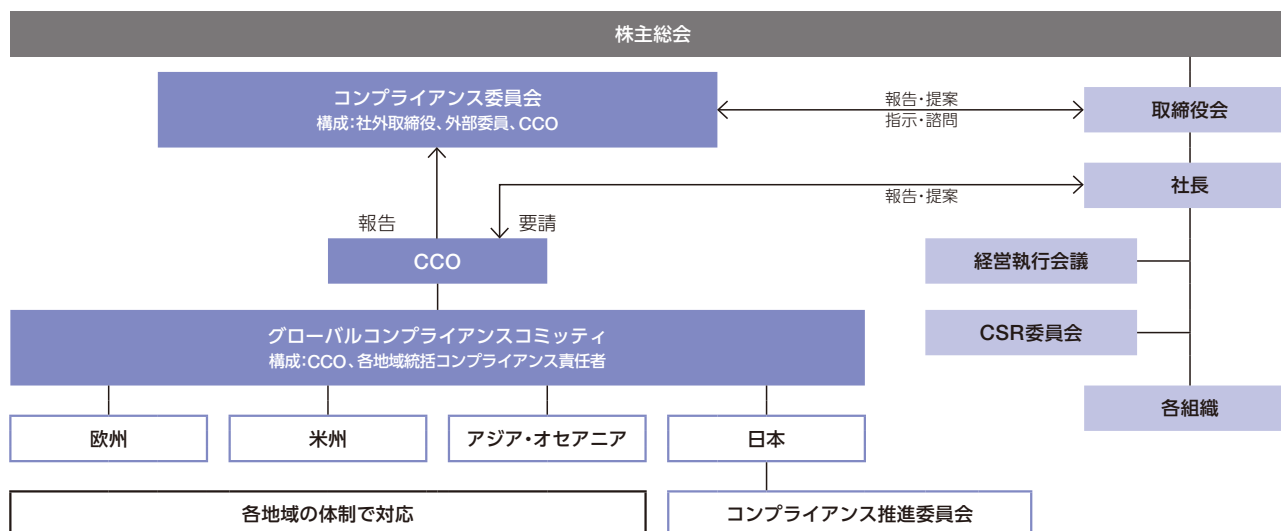 株主総会
コンプライアンス委員会
構成:社外取締役、外部委員、CCO
報告・提案
指示・諮問
取締役会
社長
報告・提案
報告
要請
CCO
経営執行会議
グローバルコンプライアンスコミッティ
構成:CCO、各地域統括コンプライアンス責任者
CSR委員会
各組織
欧州
米州
アジア・オセアニア
日本
各地域の体制で対応
コンプライアンス推進委員会